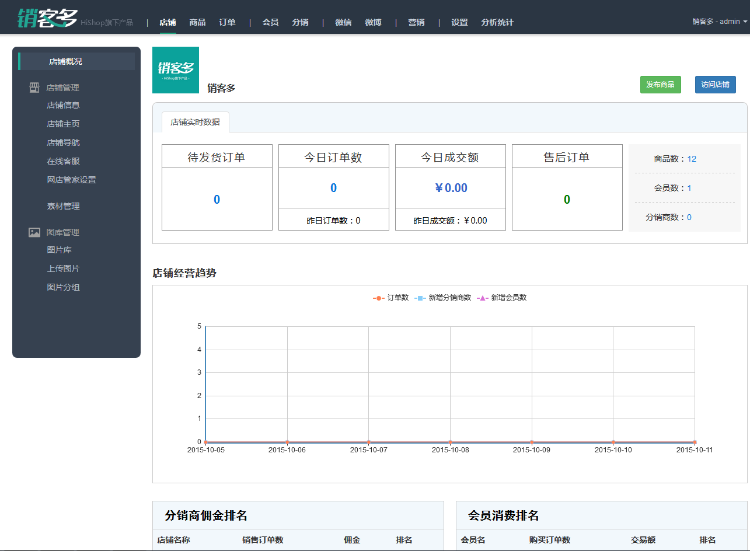 销客多 HiShop旗下产品 | 店铺 商品 订单 | 会员 分销 | 微信 微博 | 营销 | 设置 分析统计 销客多 - admin
店铺概况
店铺管理
店铺信息
店铺主页
店铺导航
在线客服
网店管家设置
素材管理
图库管理
图片库
上传图片
图片分组
销客多
销客多
发布商品 访问店铺
店铺实时数据
待发货订单 今日订单数 今日成交额 售后订单
0 0 ￥0.00 0
昨日订单数：0 昨日成交额：￥0.00
商品数：12
会员数：1
分销商数：0
店铺经营趋势
订单数 新增分销商数 新增会员数
5
4
3
2
1
0
2015-10-05 2015-10-06 2015-10-07 2015-10-08 2015-10-09 2015-10-10 2015-10-11
分销商佣金排名 会员消费排名
店铺名称 销售订单数 佣金 排名 会员名 购买订单数 交易额 排名